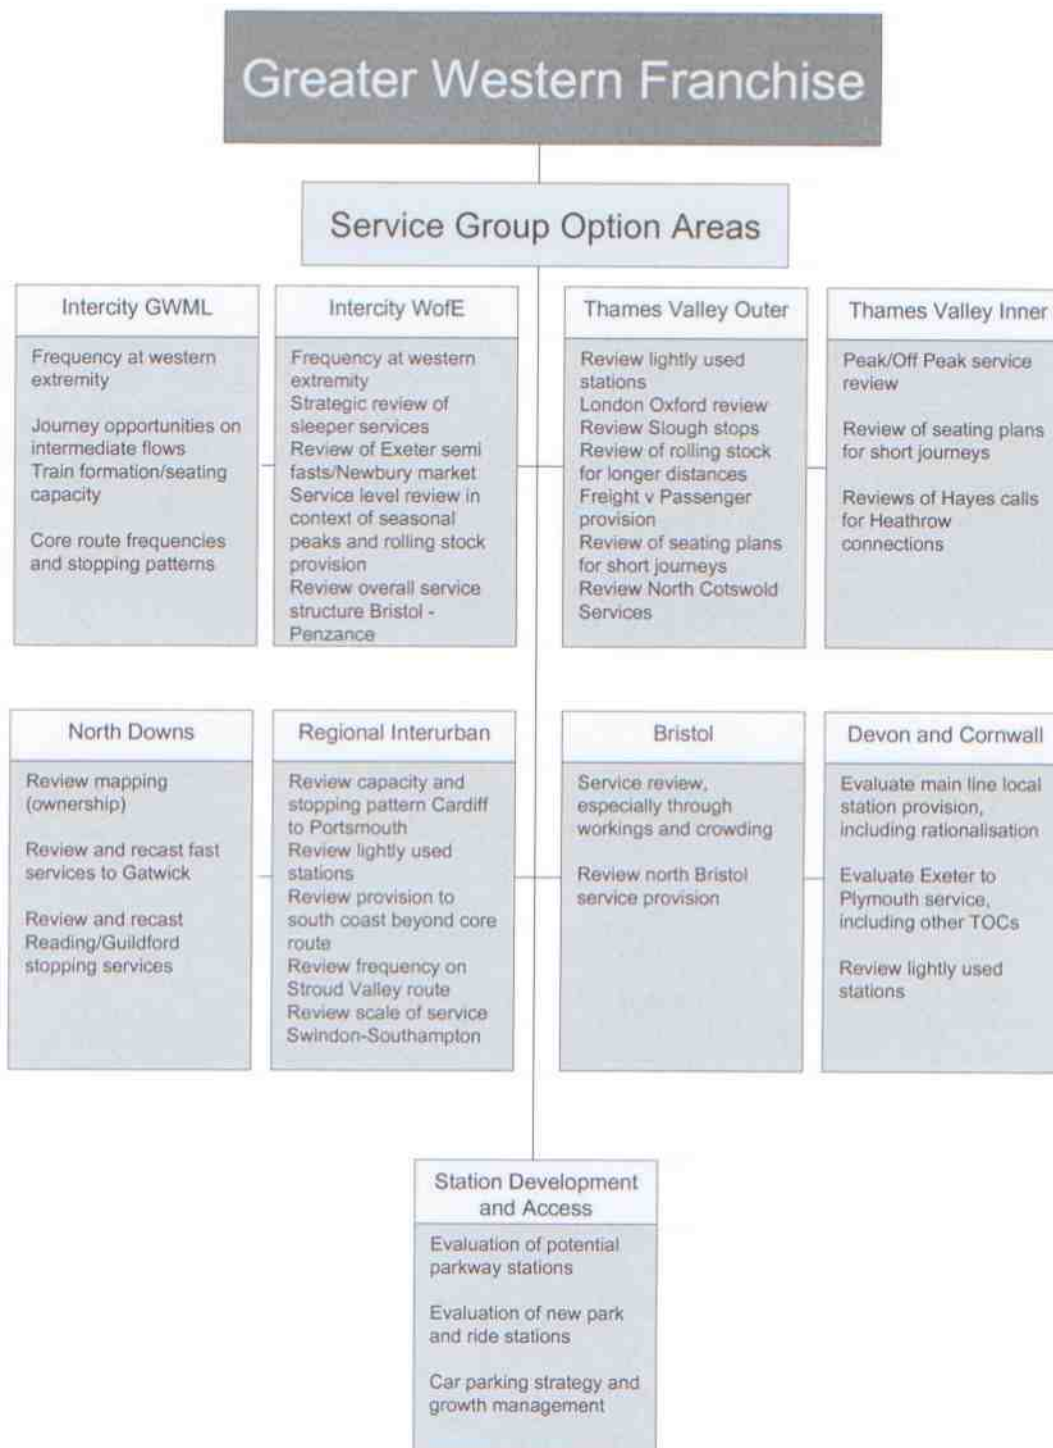 Greater Western Franchise
Service Group Option Areas
Intercity GWML
Frequency at western
extremity
Journey opportunities on
intermediate flows
Train formation/seating
capacity
Core route frequencies
and stopping patterns
Intercity WofE
Frequency at western
extremity
Strategic review of
sleeper services
Review of Exeter semi
fasts/Newbury market
Service level review in
context of seasonal
peaks and rolling stock
provision
Review overall service
structure Bristol -
Penzance
Thames Valley Outer
Review lightly used
stations
London Oxford review
Review Slough stops
Review of rolling stock
for longer distances
Freight v Passenger
provision
Review of seating plans
for short journeys
Review North Cotswold
Services
Thames Valley Inner
Peak/Off Peak service
review
Review of seating plans
for short journeys
Reviews of Hayes calls
for Heathrow
connections
North Downs
Review mapping
(ownership)
Review and recast fast
services to Gatwick
Review and recast
Reading/Guildford
stopping services
Regional Interurban
Review capacity and
stopping pattern Cardiff
to Portsmouth
Review lightly used
stations
Review provision to
south coast beyond core
route
Review frequency on
Stroud Valley route
Review scale of service
Swindon-Southampton
Bristol
Service review,
especially through
workings and crowding
Review north Bristol
service provision
Devon and Cornwall
Evaluate main line local
station provision,
including rationalisation
Evaluate Exeter to
Plymouth service,
including other TOCs
Review lightly used
stations
Station Development
and Access
Evaluation of potential
parkway stations
Evaluation of new park
and ride stations
Car parking strategy and
growth management